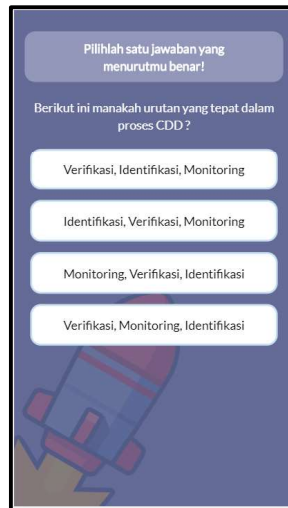 Pilihlah satu jawaban yang
menurutmu benar!
Berikut ini manakah urutan yang tepat dalam
proses CDD ?
Verifikasi, Identifikasi, Monitoring
Identifikasi, Verifikasi, Monitoring
Monitoring, Verifikasi, Identifikasi
Verifikasi, Monitoring, Identifikasi